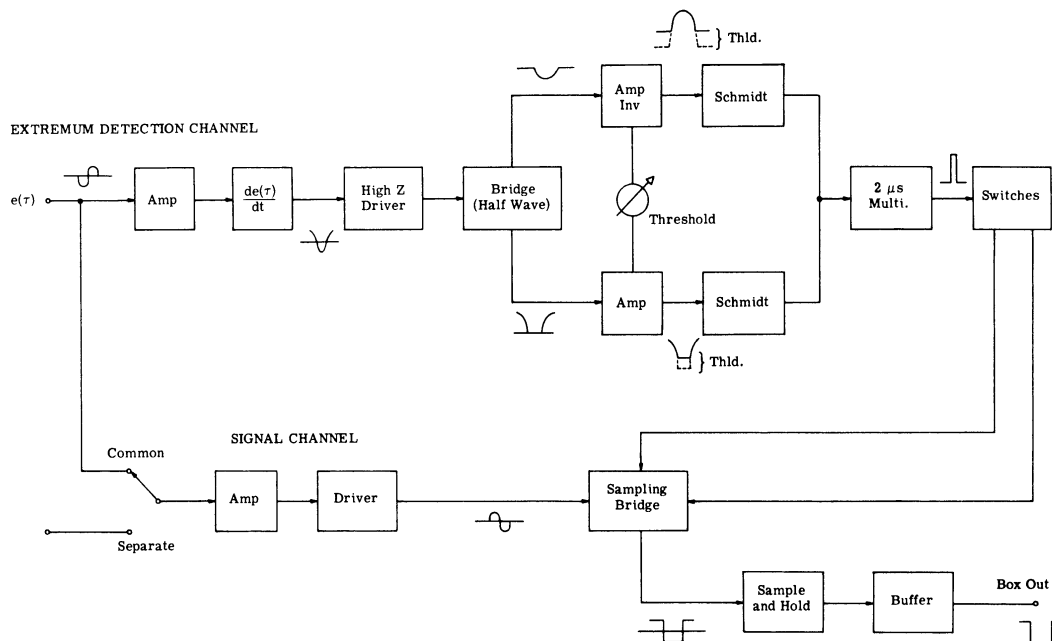 } Thld.
Amp
Inv
Schmidt
EXTREMUM DETECTION CHANNEL
e(τ)
Amp
de(τ)
dt
High Z
Driver
Bridge
(Half Wave)
Threshold
2 μs
Multi.
Switches
Amp
Schmidt
} Thld.
SIGNAL CHANNEL
Common
Amp
Driver
Sampling
Bridge
Separate
Sample
and Hold
Buffer
Box Out